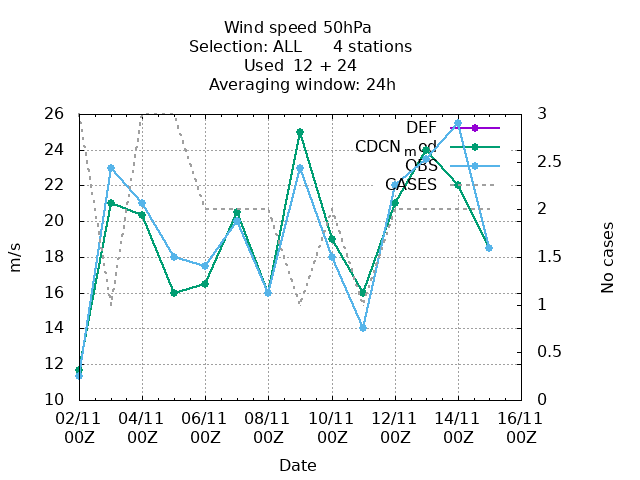 Wind speed 50hPa
Selection: ALL 4 stations
Used 12 + 24
Averaging window: 24h
26 3
DEF
24 CDCN mod 2.5
OBS
22 CASES 2
20
18 1.5
16 1
14
12 0.5
10 0
m/s
No cases
02/11 04/11 06/11 08/11 10/11 12/11 14/11 16/11
00Z 00Z 00Z 00Z 00Z 00Z 00Z 00Z
Date